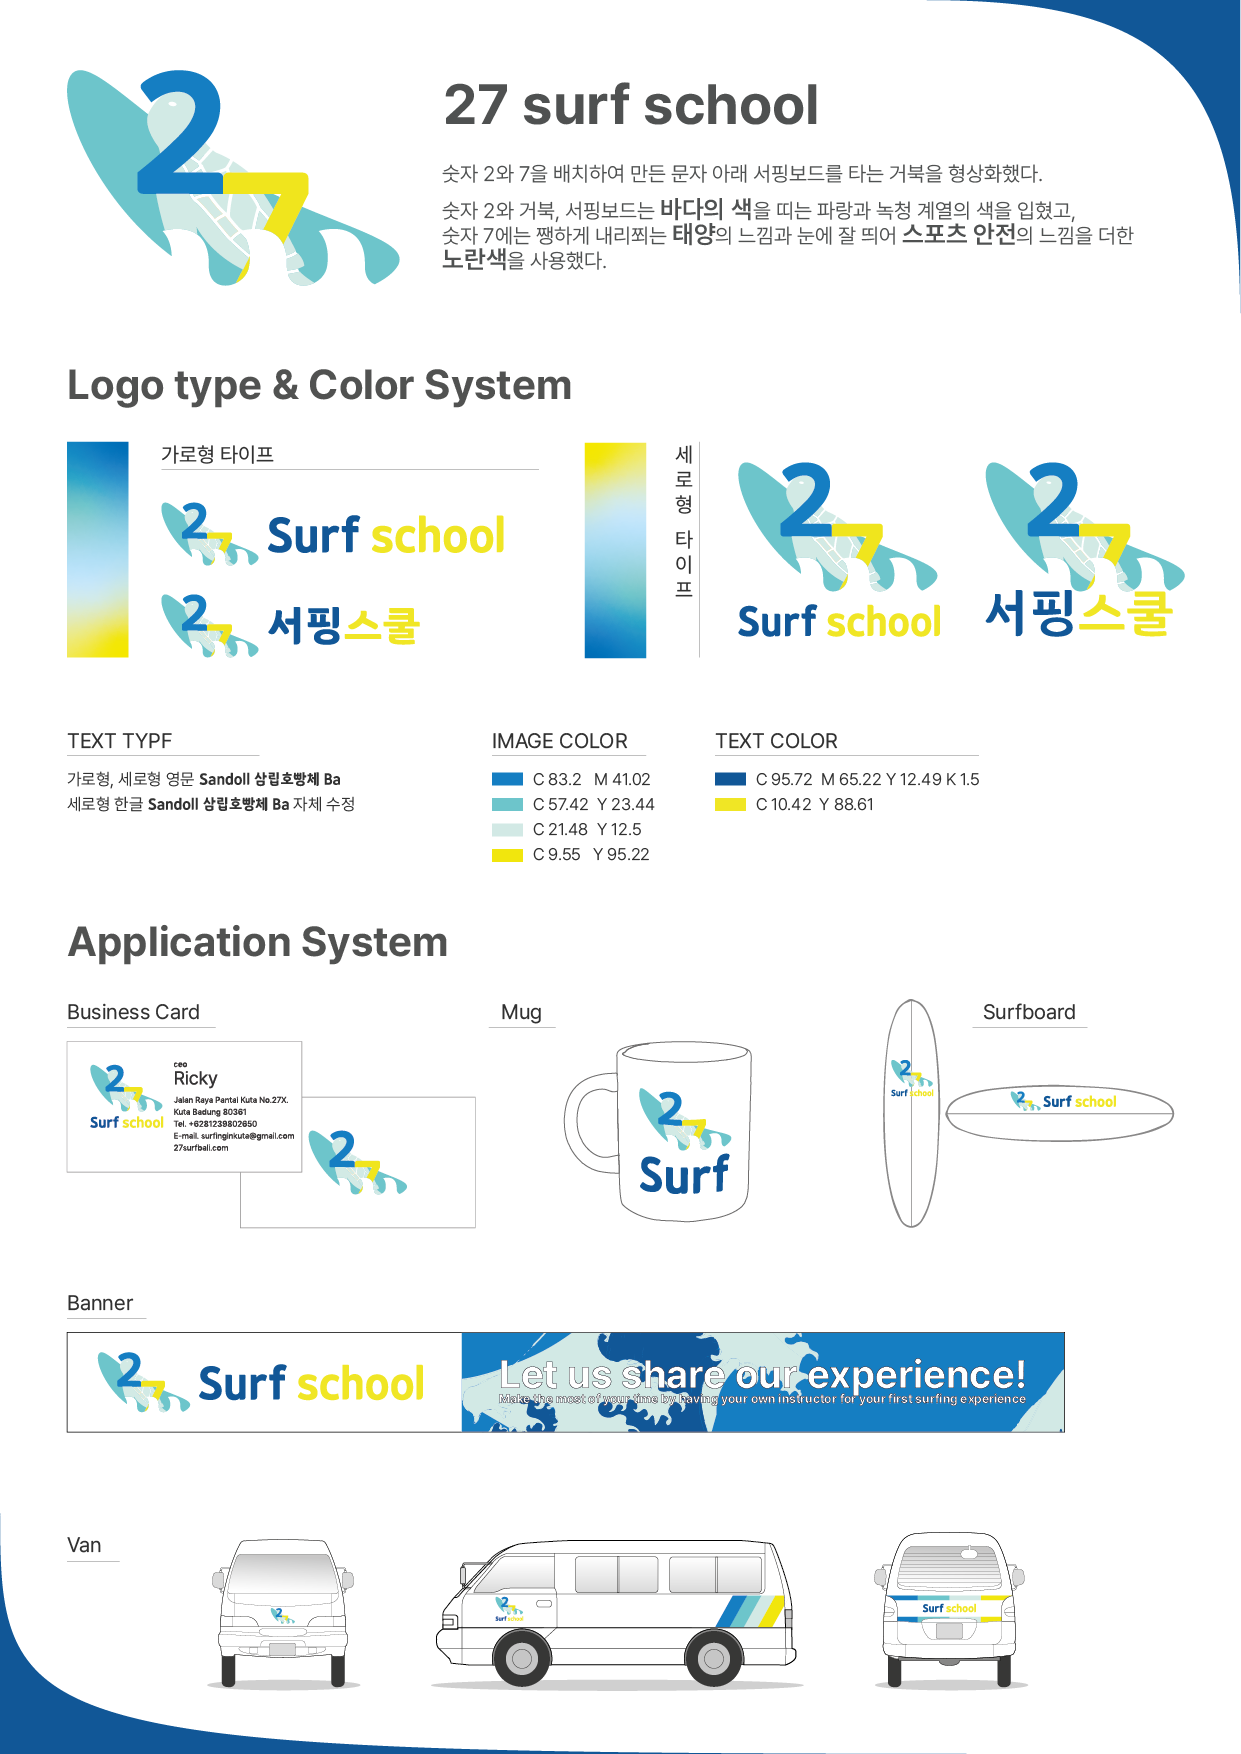 27
27 surf school
숫자 2와 7을 배치하여 만든 문자 아래 서핑보드를 타는 거북을 형상화했다.
숫자 2와 거북, 서핑보드는 바다의 색을 띠는 파랑과 녹청 계열의 색을 입혔고,
숫자 7에는 쨍하게 내리쬐는 태양의 느낌과 눈에 잘 띄어 스포츠 안전의 느낌을 더한
노란색을 사용했다.
Logo type & Color System
가로형 타이프
27 Surf school
27 서핑스쿨
세로형 타이프
27
Surf school
27
서핑스쿨
TEXT TYPF
가로형, 세로형 영문 Sandoll 삼립호빵체 Ba
세로형 한글 Sandoll 삼립호빵체 Ba 자체 수정
IMAGE COLOR
C 83.2 M 41.02
C 57.42 Y 23.44
C 21.48 Y 12.5
C 9.55 Y 95.22
TEXT COLOR
C 95.72 M 65.22 Y 12.49 K 1.5
C 10.42 Y 88.61
Application System
Business Card
27
Surf school
ceo
Ricky
Jalan Raya Pantai Kuta No.27X.
Kuta Badung 80361
Tel. +6281239802650
E-mail. surfinginkuta@gmail.com
27surfbali.com
27
Mug
27
Surf
Surfboard
27
Surf school
27 Surf school
Banner
27 Surf school
Let us share our experience!
Make the most of your time by having your own instructor for your first surfing experience
Van
27
27
Surf school
Surf school